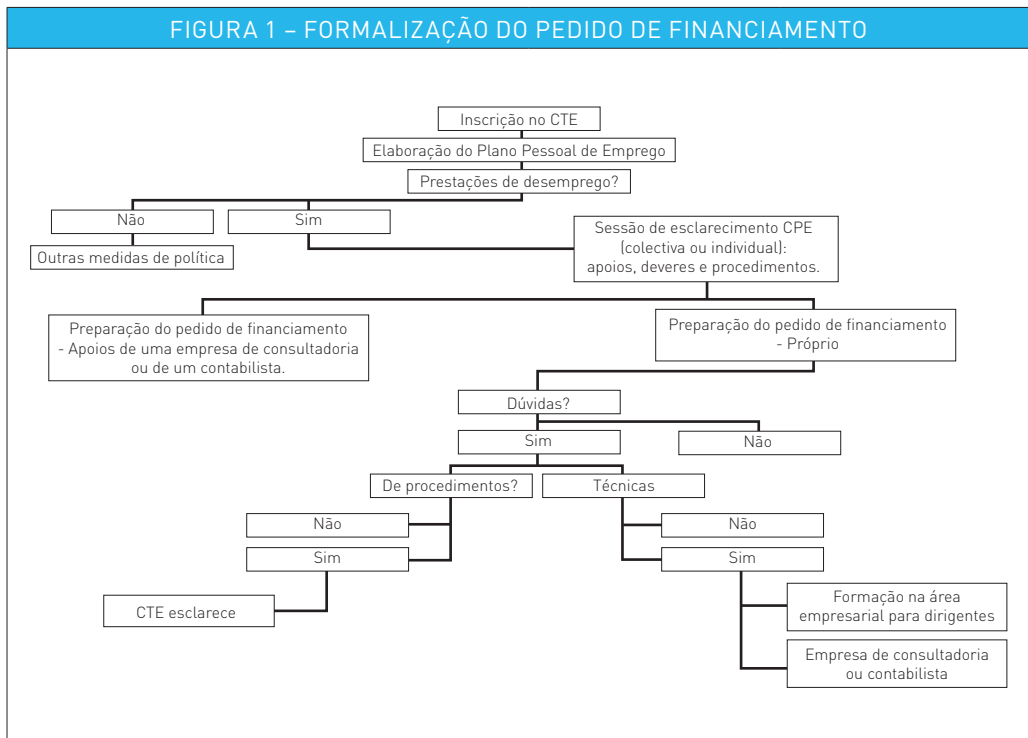 FIGURA 1 – FORMALIZAÇÃO DO PEDIDO DE FINANCIAMENTO
Inscrição no CTE
Elaboração do Plano Pessoal de Emprego
Prestações de desemprego?
Não
Sim
Outras medidas de política
Sessão de esclarecimento CPE
(colectiva ou individual):
apoios, deveres e procedimentos.
Preparação do pedido de financiamento
- Apoios de uma empresa de consultadoria
ou de um contabilista.
Preparação do pedido de financiamento
- Próprio
Dúvidas?
Sim
Não
De procedimentos?
Técnicas
Não
Sim
CTE esclarece
Não
Sim
Formação na área
empresarial para dirigentes
Empresa de consultadoria
ou contabilista